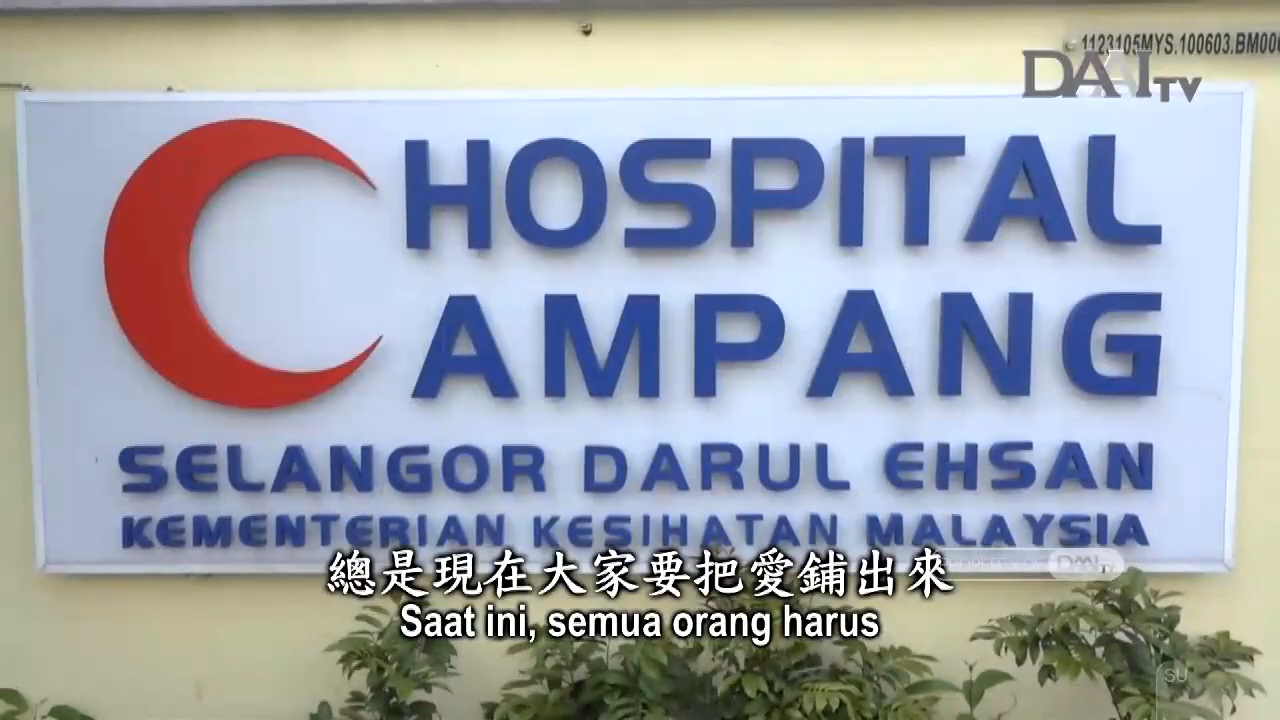 1123105MYS.100603.BM00
DAAI TV
HOSPITAL
AMPANG
SELANGOR DARUL EHSAN
KEMENTERIAN KESIHATAN MALAYSIA
總是現在大家要把愛鋪出來
Saat ini, semua orang harus
SU